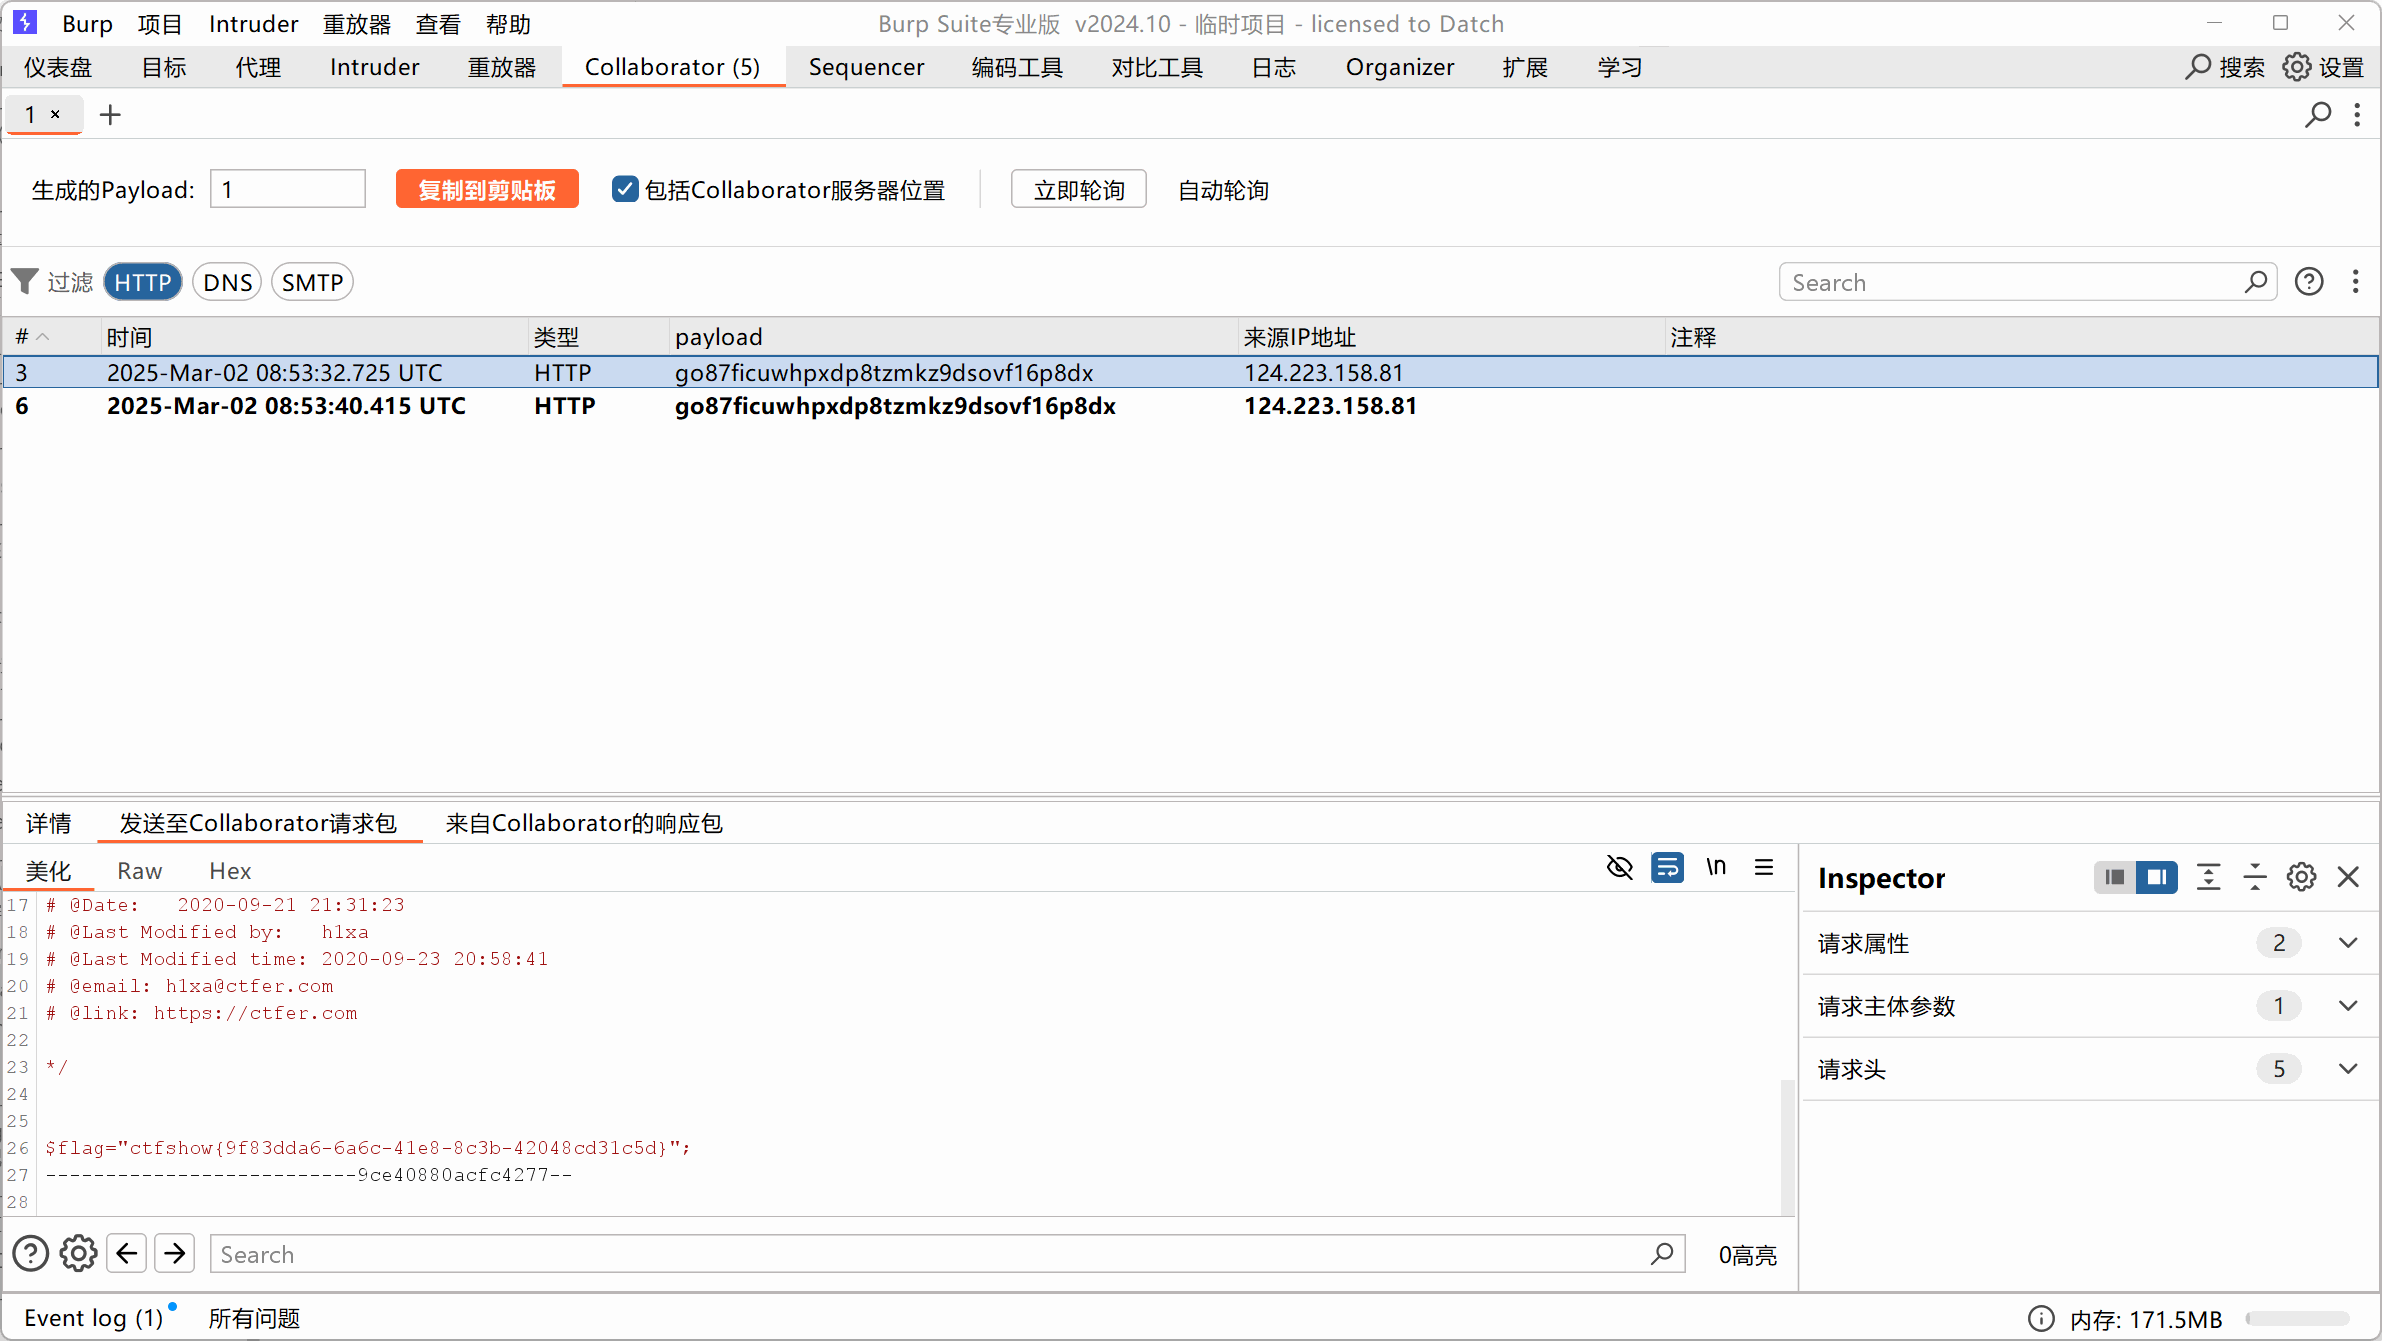 Burp 项目 Intruder 重放器 查看 帮助 Burp Suite专业版 v2024.10 - 临时项目 - licensed to Datch
仪表盘 目标 代理 Intruder 重放器 Collaborator (5) Sequencer 编码工具 对比工具 日志 Organizer 扩展 学习 搜索 设置
1 × +
生成的Payload: 1 复制到剪贴板 包括Collaborator服务器位置 立即轮询 自动轮询
过滤 HTTP DNS SMTP Search
# 时间 类型 payload 来源IP地址 注释
3 2025-Mar-02 08:53:32.725 UTC HTTP go87ficuwhpxdp8tzmkz9dsovf16p8dx 124.223.158.81
6 2025-Mar-02 08:53:40.415 UTC HTTP go87ficuwhpxdp8tzmkz9dsovf16p8dx 124.223.158.81
详情 发送至Collaborator请求包 来自Collaborator的响应包
美化 Raw Hex \n
17 # @Date:   2020-09-21 21:31:23
18 # @Last Modified by:   h1xa
19 # @Last Modified time: 2020-09-23 20:58:41
20 # @email: h1xa@ctfer.com
21 # @link: https://ctfer.com
22
23 */
24
25
26 $flag="ctfshow{9f83dda6-6a6c-41e8-8c3b-42048cd31c5d}";
27 --------------------------9ce40880acfc4277--
28
Inspector
请求属性 2
请求主体参数 1
请求头 5
Search 0高亮
Event log (1) 所有问题 内存: 171.5MB